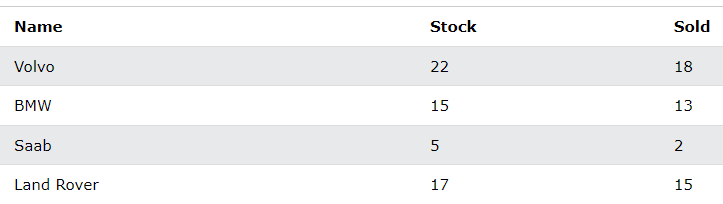 Name Stock Sold
Volvo 22 18
BMW 15 13
Saab 5 2
Land Rover 17 15